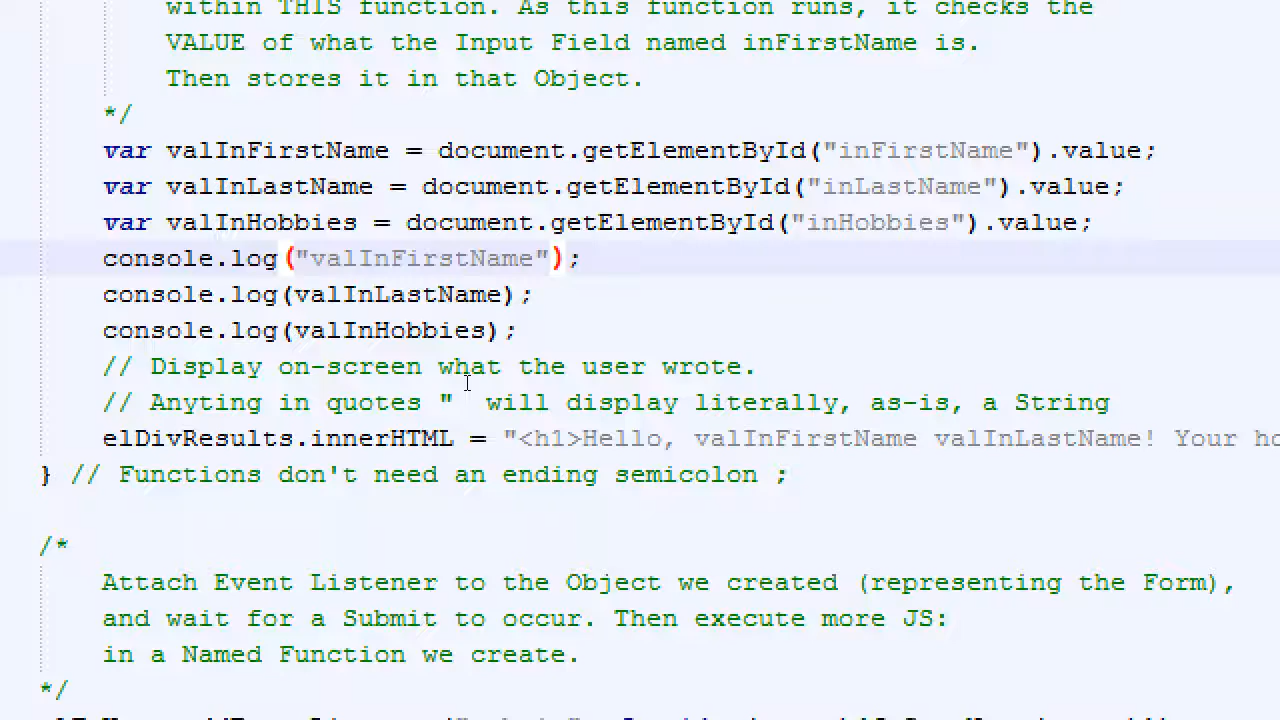 within THIS function. As this function runs, it checks the
VALUE of what the Input Field named inFirstName is.
Then stores it in that Object.
*/
var valInFirstName = document.getElementById("inFirstName").value;
var valInLastName = document.getElementById("inLastName").value;
var valInHobbies = document.getElementById("inHobbies").value;
console.log("valInFirstName");
console.log(valInLastName);
console.log(valInHobbies);
// Display on-screen what the user wrote.
// Anyting in quotes "  will display literally, as-is, a String
elDivResults.innerHTML = "<h1>Hello, valInFirstName valInLastName! Your ho
} // Functions don't need an ending semicolon ;
/*
Attach Event Listener to the Object we created (representing the Form),
and wait for a Submit to occur. Then execute more JS:
in a Named Function we create.
*/